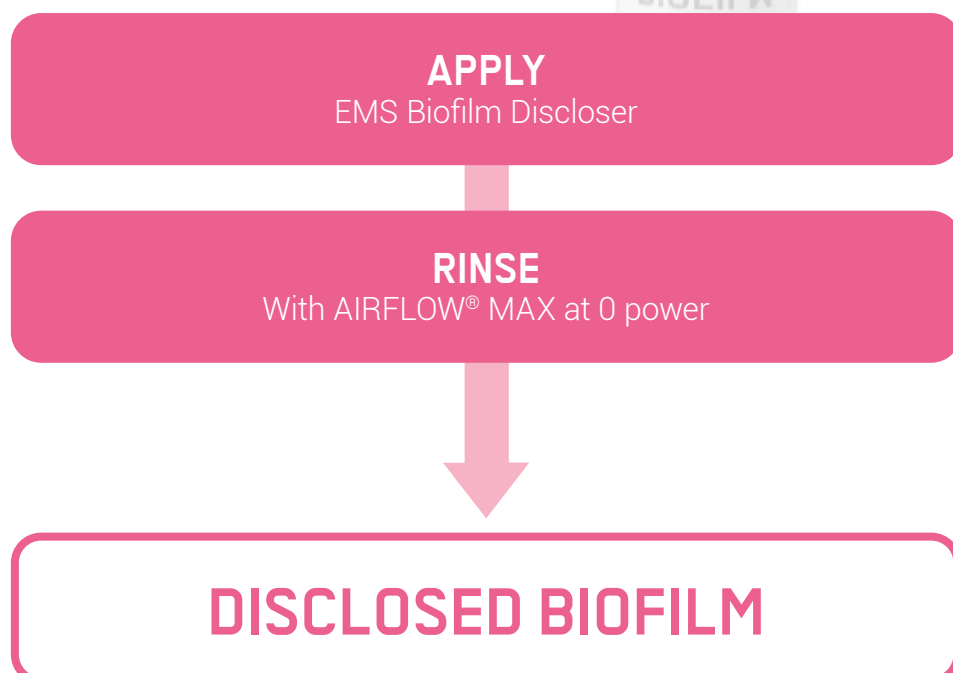 APPLY
EMS Biofilm Discloser
RINSE
With AIRFLOW® MAX at 0 power
DISCLOSED BIOFILM